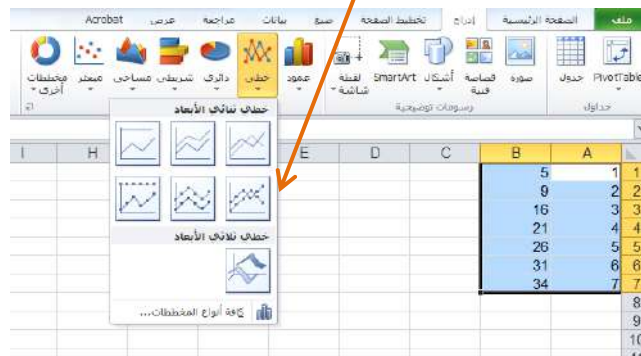 ملف الصفحة الرئيسية إدراج تخطيط الصفحة صيغ بيانات مراجعة عرض Acrobat
PivotTable جدول صورة قصاصة فنية أشكال SmartArt لقطة شاشة عمود خطي دائري شريطي مساحي مبعثر مخططات أخرى
جداول رسومات توضيحية
خطي ثنائي الأبعاد
خطي ثلاثي الأبعاد
كافة أنواع المخططات...
A B C D E H I
1 1 5
2 2 9
3 3 16
4 4 21
5 5 26
6 6 31
7 7 34
8
9
10